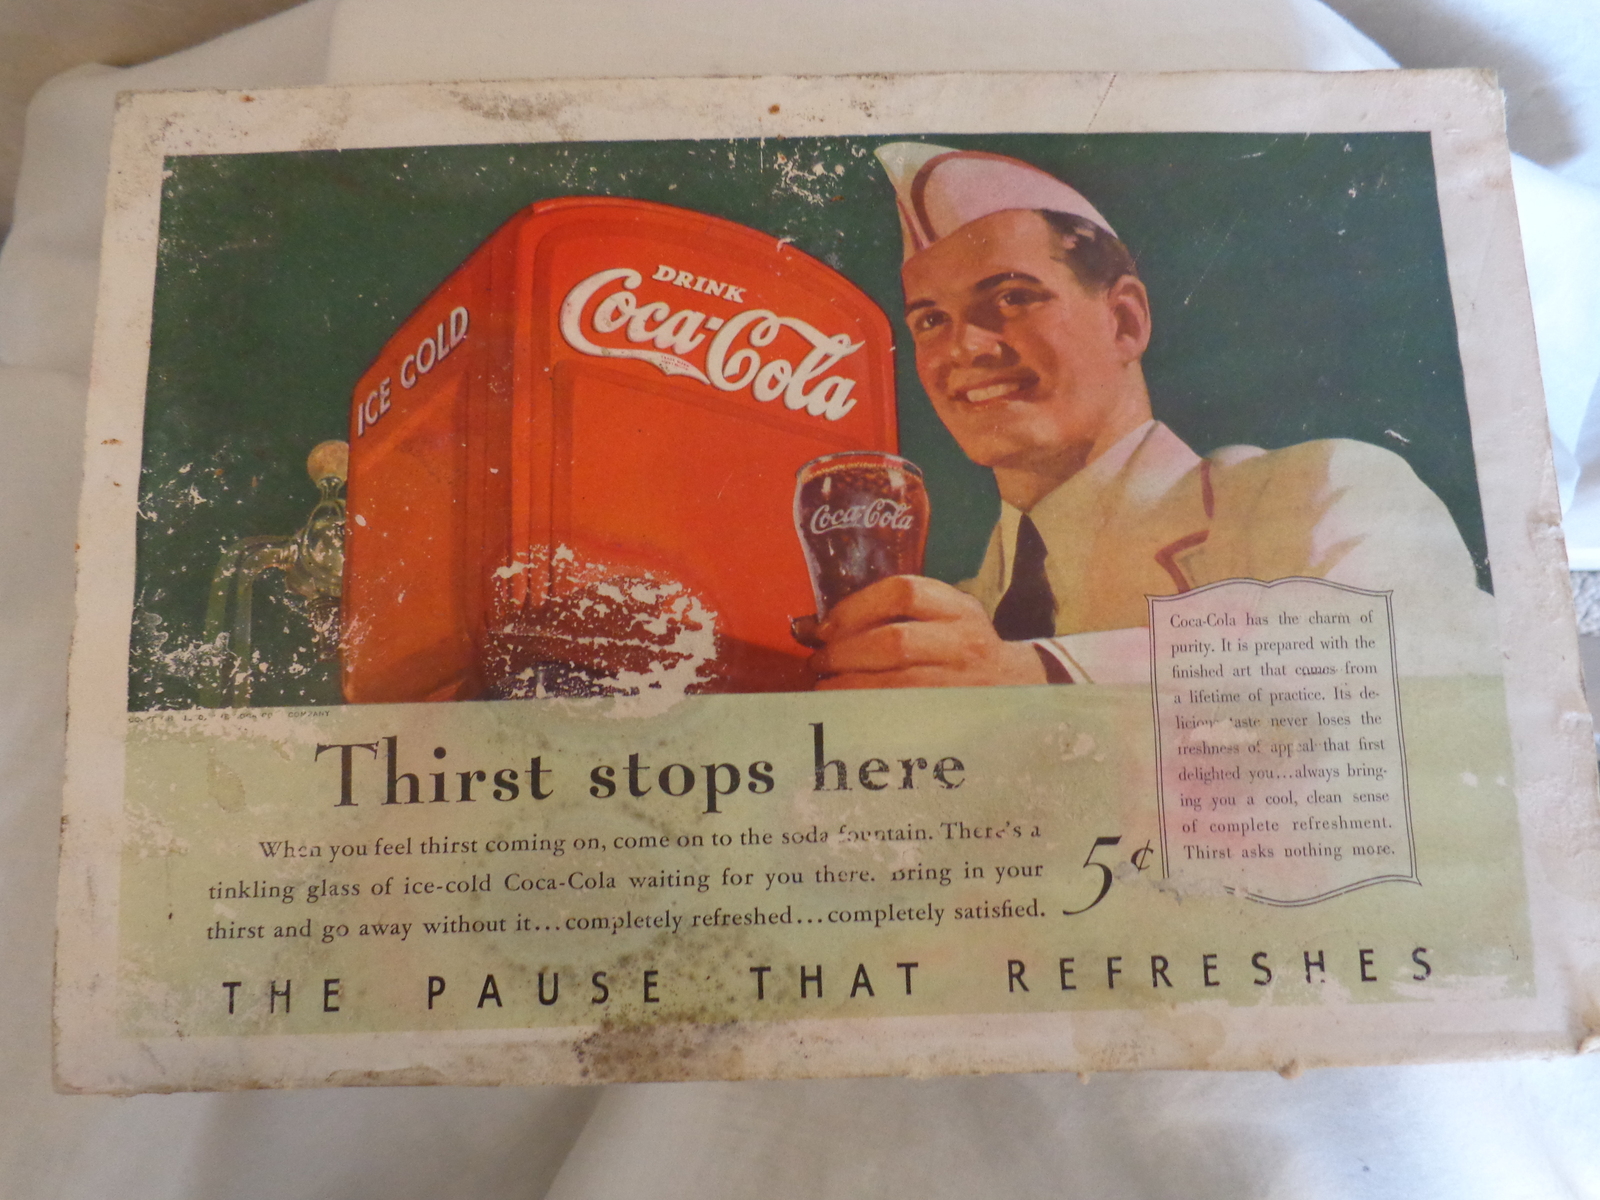 DRINK
Coca-Cola
ICE COLD
Coca-Cola
COMPANY
Thirst stops here
When you feel thirst coming on, come on to the soda fountain. There's a
tinkling glass of ice-cold Coca-Cola waiting for you there. Bring in your
thirst and go away without it...completely refreshed...completely satisfied.
5¢
Coca-Cola has the charm of
purity. It is prepared with the
finished art that comes from
a lifetime of practice. Its de-
licious taste never loses the
freshness of appeal that first
delighted you...always bring-
ing you a cool, clean sense
of complete refreshment.
Thirst asks nothing more.
THE PAUSE THAT REFRESHES